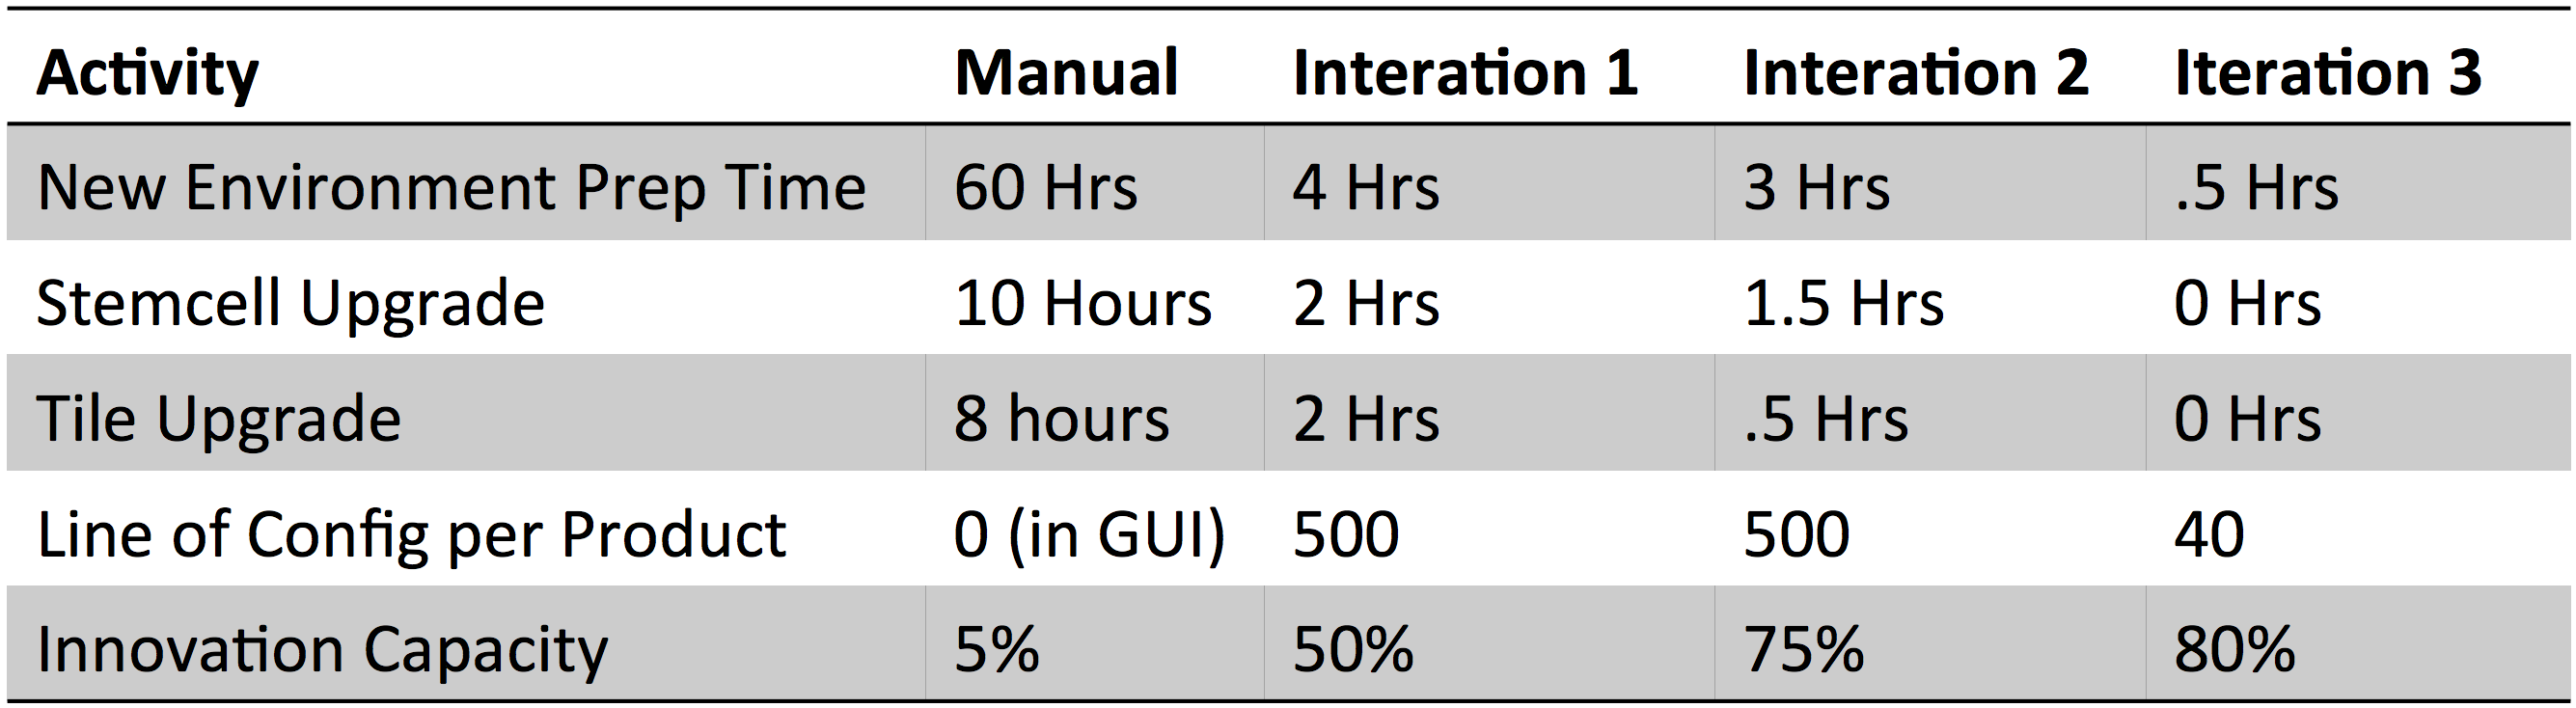 Activity Manual Interation 1 Interation 2 Iteration 3
New Environment Prep Time 60 Hrs 4 Hrs 3 Hrs .5 Hrs
Stemcell Upgrade 10 Hours 2 Hrs 1.5 Hrs 0 Hrs
Tile Upgrade 8 hours 2 Hrs .5 Hrs 0 Hrs
Line of Config per Product 0 (in GUI) 500 500 40
Innovation Capacity 5% 50% 75% 80%